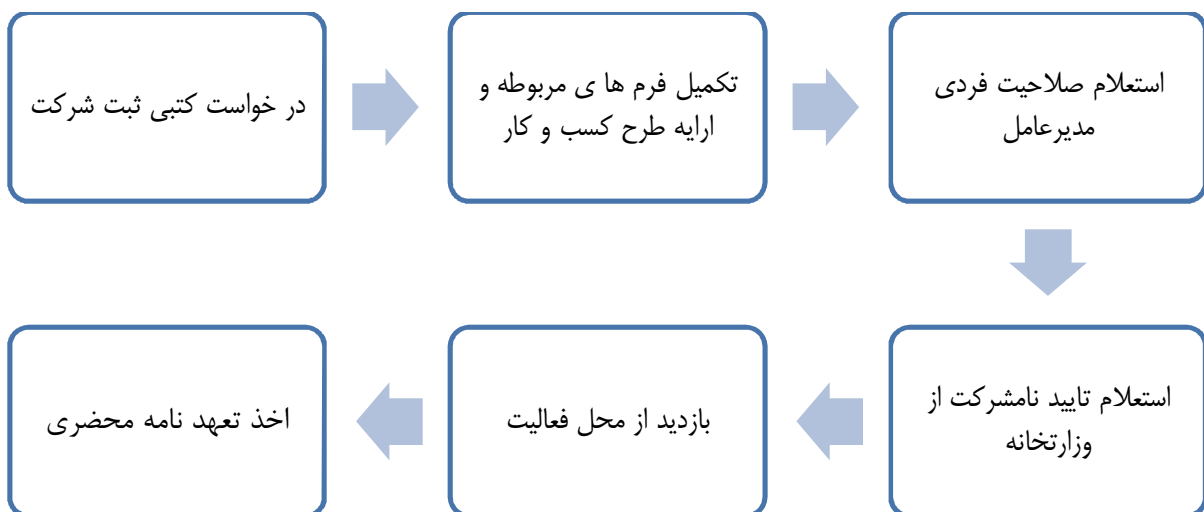 در خواست کتبی ثبت شرکت
تکمیل فرم ها ی مربوطه و
ارایه طرح کسب و کار
استعلام صلاحیت فردی
مدیرعامل
استعلام تایید نامشرکت از
وزارتخانه
بازدید از محل فعالیت
اخذ تعهد نامه محضری